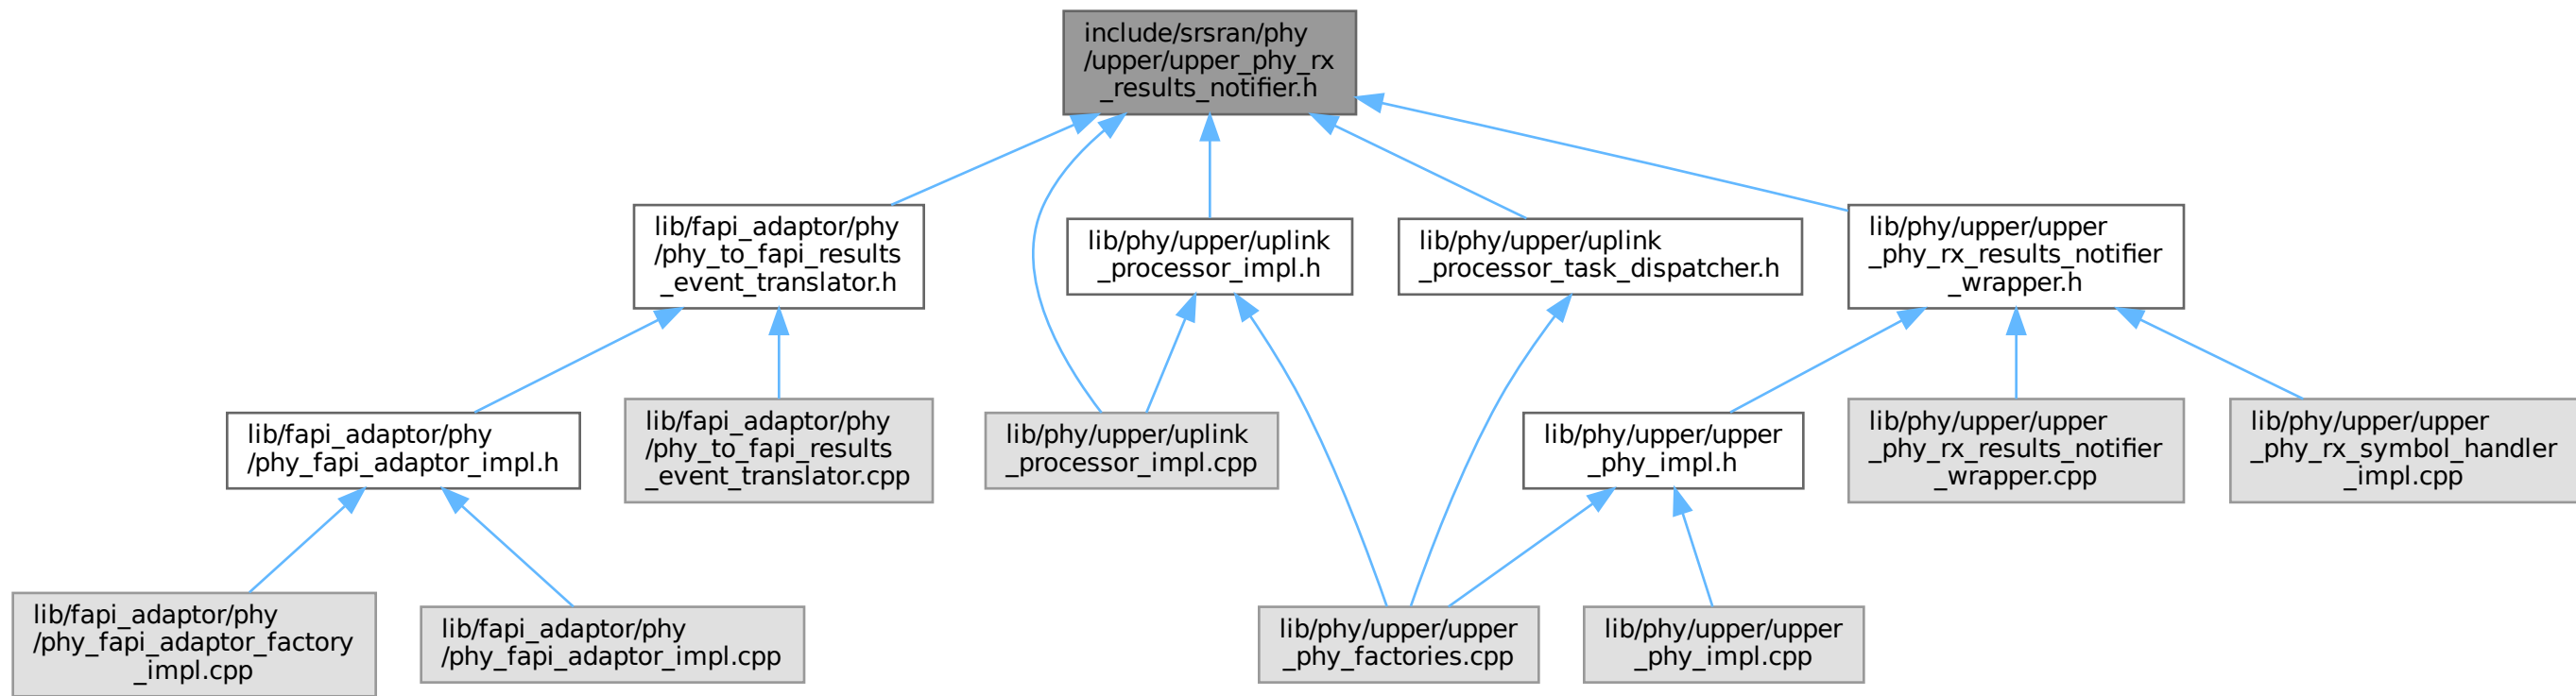 include/srsran/phy
/upper/upper_phy_rx
_results_notifier.h
lib/fapi_adaptor/phy
/phy_to_fapi_results
_event_translator.h
lib/phy/upper/uplink
_processor_impl.h
lib/phy/upper/uplink
_processor_task_dispatcher.h
lib/phy/upper/upper
_phy_rx_results_notifier
_wrapper.h
lib/fapi_adaptor/phy
/phy_fapi_adaptor_impl.h
lib/fapi_adaptor/phy
/phy_to_fapi_results
_event_translator.cpp
lib/phy/upper/uplink
_processor_impl.cpp
lib/phy/upper/upper
_phy_impl.h
lib/phy/upper/upper
_phy_rx_results_notifier
_wrapper.cpp
lib/phy/upper/upper
_phy_rx_symbol_handler
_impl.cpp
lib/fapi_adaptor/phy
/phy_fapi_adaptor_factory
_impl.cpp
lib/fapi_adaptor/phy
/phy_fapi_adaptor_impl.cpp
lib/phy/upper/upper
_phy_factories.cpp
lib/phy/upper/upper
_phy_impl.cpp